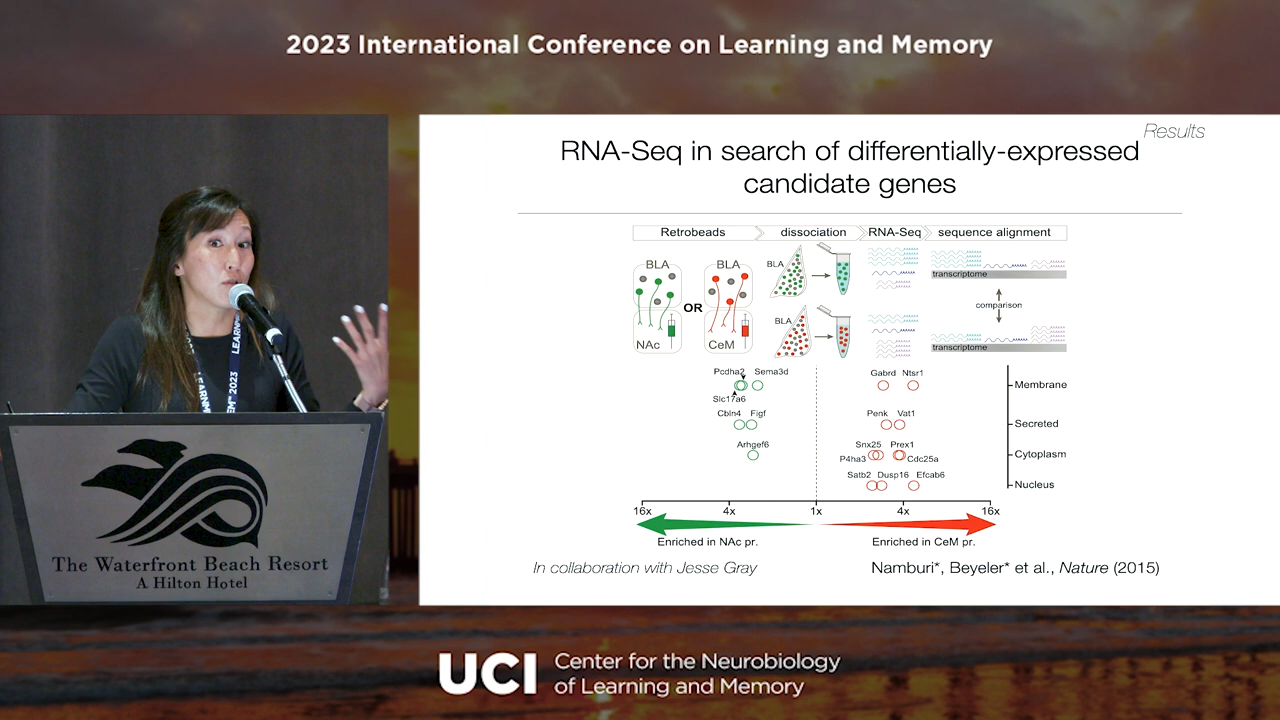 2023 International Conference on Learning and Memory
Results
RNA-Seq in search of differentially-expressed
candidate genes
Retrobeads
dissociation
RNA-Seq
sequence alignment
BLA
BLA
BLA
OR
NAc
CeM
BLA
transcriptome
comparison
transcriptome
Pcdha2
Sema3d
Slc17a6
Gabrd
Ntsr1
Membrane
Cbln4
Figf
Penk
Vat1
Secreted
Arhgef6
Snx25
Prex1
P4ha3
Cdc25a
Cytoplasm
Satb2
Dusp16
Efcab6
Nucleus
16x
4x
1x
4x
16x
Enriched in NAc pr.
Enriched in CeM pr.
In collaboration with Jesse Gray
Namburi*, Beyeler* et al., Nature (2015)
LEARN
2023
The Waterfront Beach Resort
A Hilton Hotel
UCI
Center for the Neurobiology
of Learning and Memory